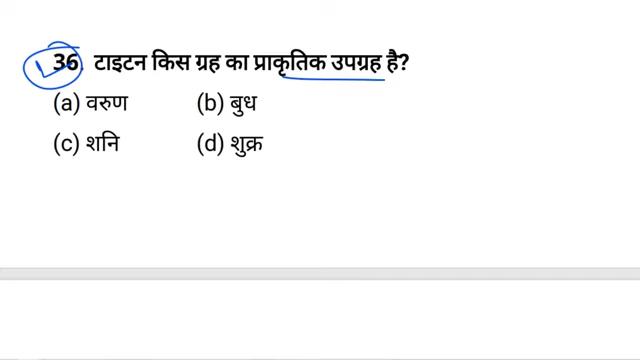 36. टाइटन किस ग्रह का प्राकृतिक उपग्रह है?
(a) वरुण (b) बुध
(c) शनि (d) शुक्र